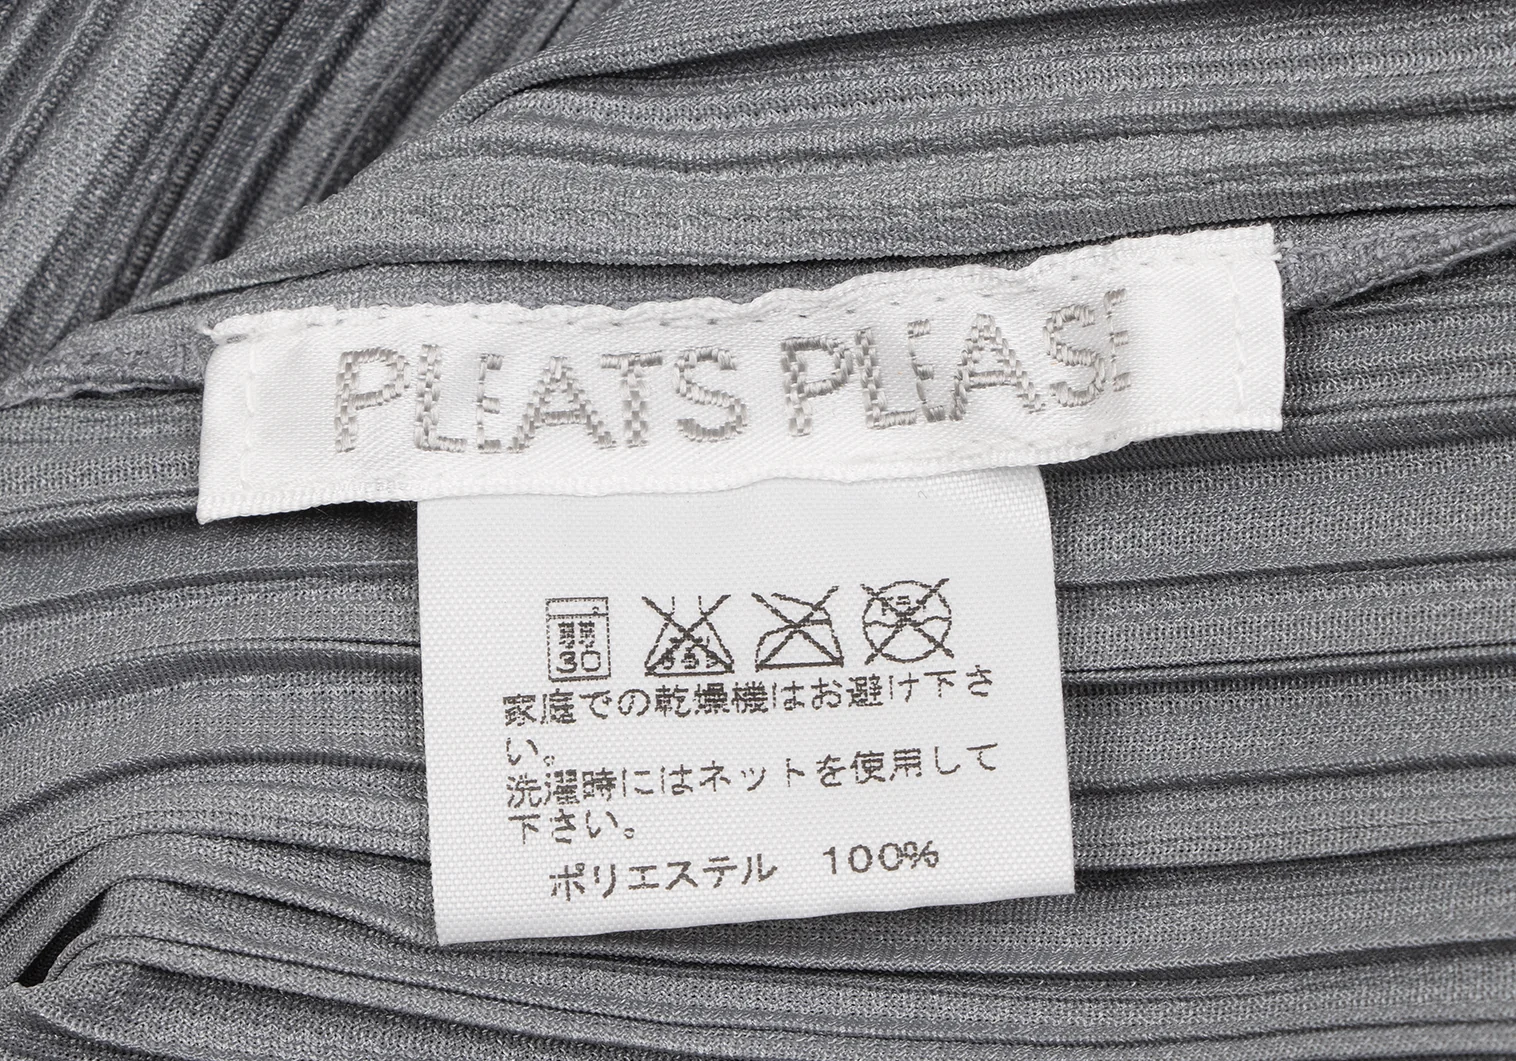 PLEATS PLEASE
30
家庭での乾燥機はお避け下さ
い。
洗濯時にはネットを使用して
下さい。
ポリエステル 100%